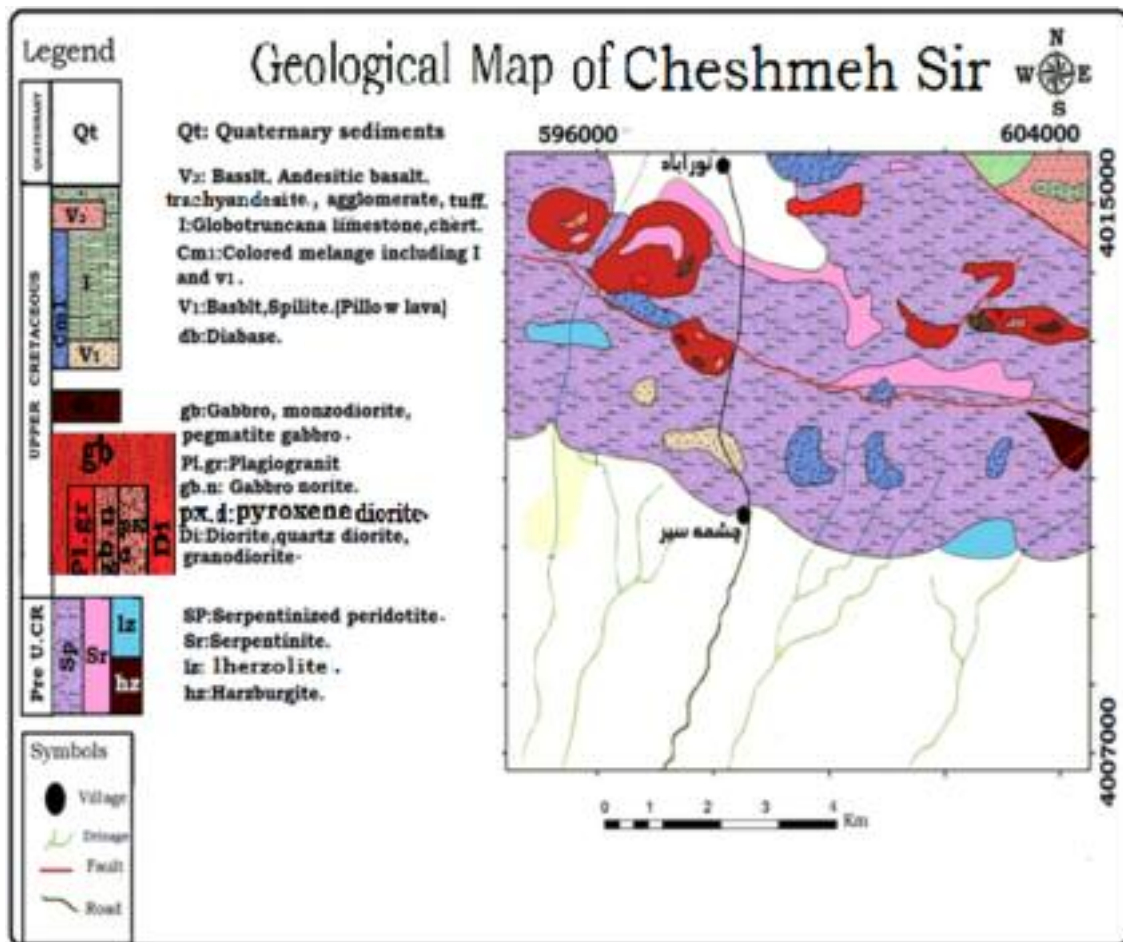 Legend
Geological Map of Cheshmeh Sir
N
W E
S
QUATERNARY
Qt
Qt: Quaternary sediments
V2: Basslt, Andesitic basalt.
trachyandesite., agglomerate, tuff.
I:Globotruncana limestone,chert.
Cm1:Colored melange including I
and v1.
V1:Basblt,Spilite.[Pillow lava]
db:Diabase.
UPPER CRETACEOUS
V2
I
Cm1
V1
gb:Gabbro, monzodiorite,
pegmatite gabbro.
Pl.gr:Plagiogranit
gb.n: Gabbro norite.
px.d:pyroxene diorite.
Di:Diorite,quartz diorite,
granodiorite.
gb
Pl.gr
gb.n
Di
Pre U.CR
Sp
Sr
lz
hz
SP:Serpentinized peridotite.
Sr:Serpentinite.
lz: lherzolite .
hz:Harzburgite.
Symbols
Village
Drinage
Fault
Road
596000
604000
4015000
4007000
نورآباد
چشمه سیر
0 1 2 3 4
Km